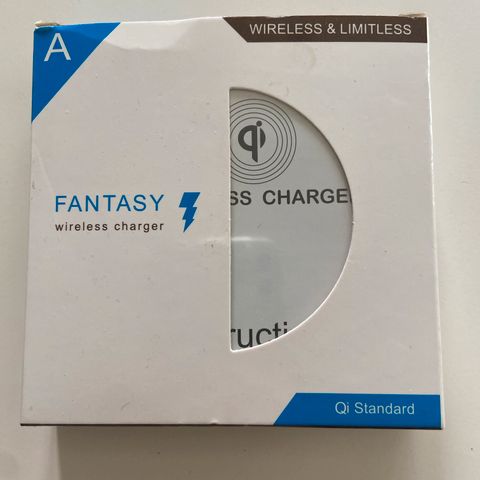 A
WIRELESS & LIMITLESS
qi
SS CHARGE
FANTASY
wireless charger
ructi
Qi Standard